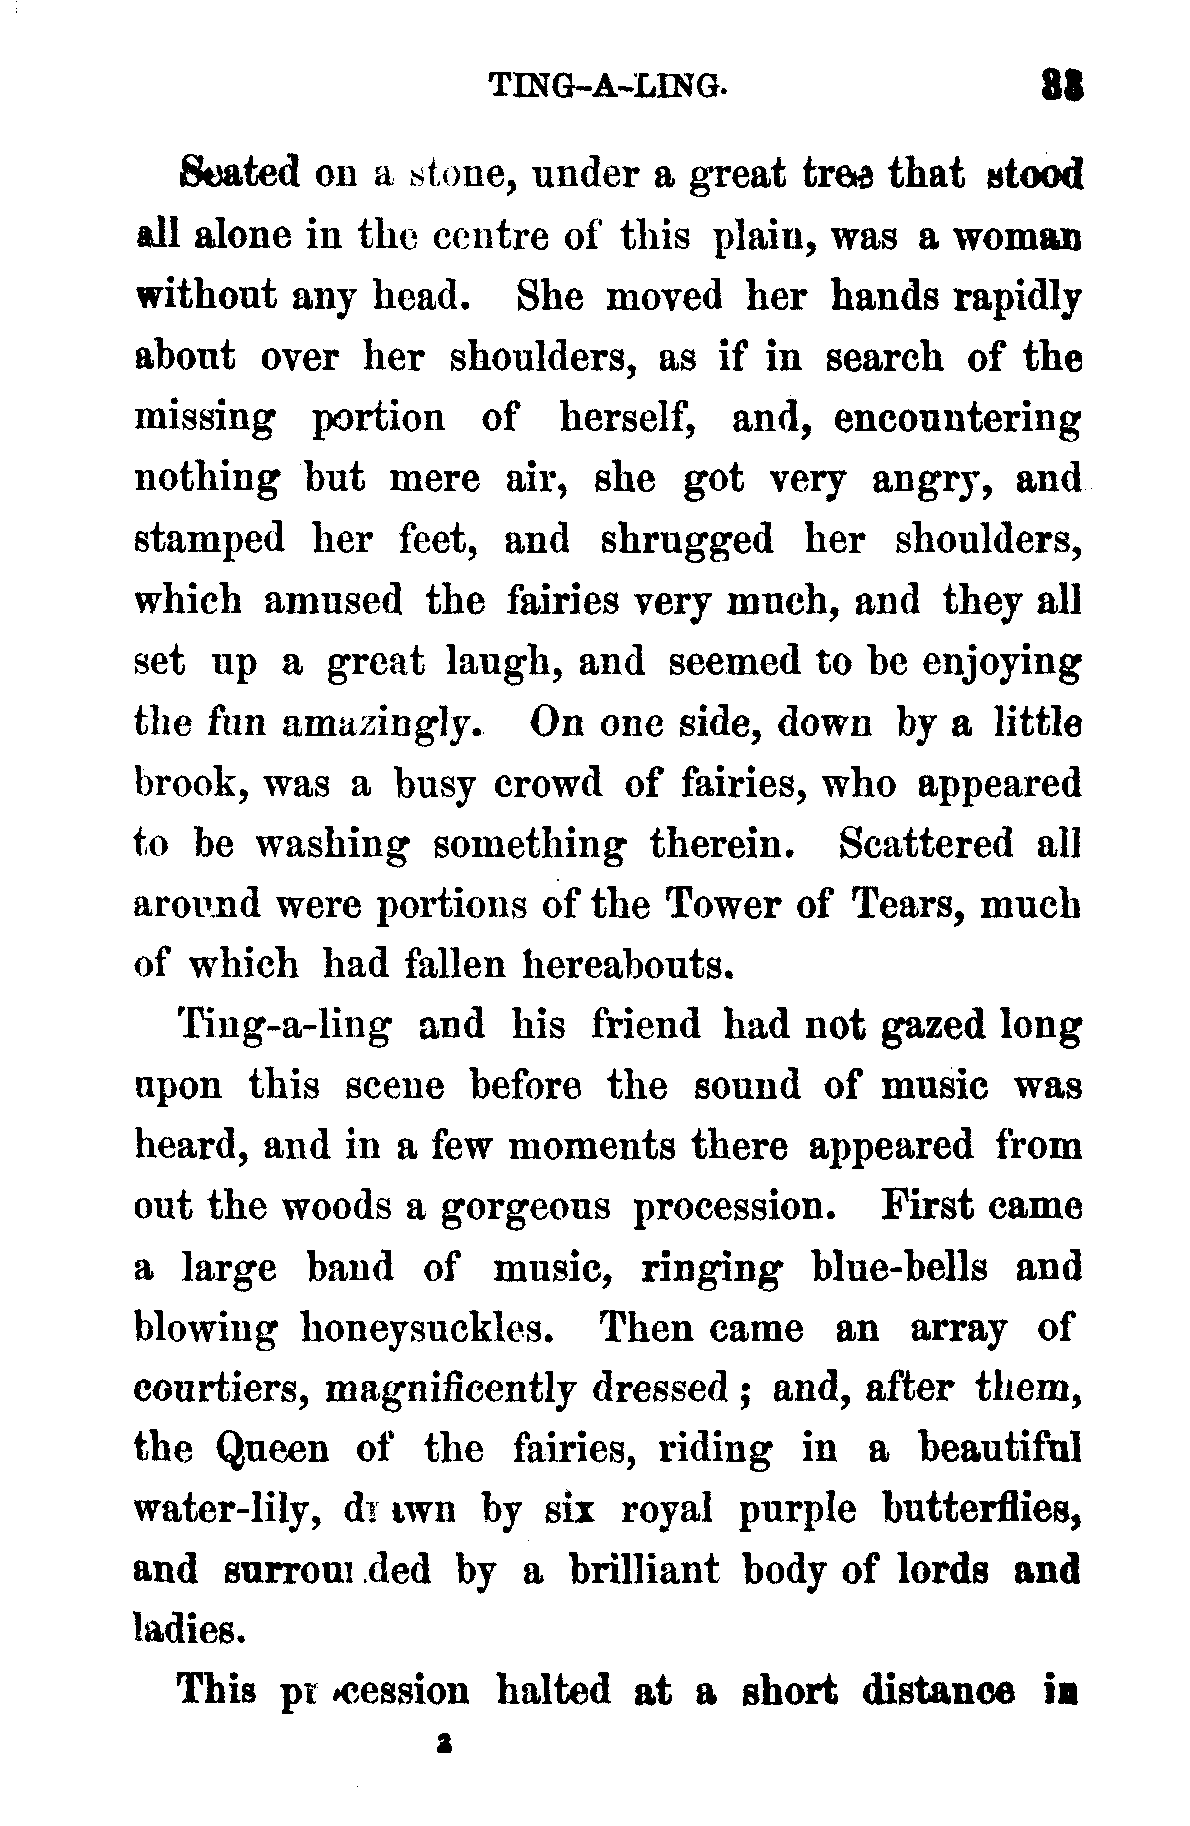 TING-A-LING. 33
Seated on a stone, under a great tree that stood
all alone in the centre of this plain, was a woman
without any head. She moved her hands rapidly
about over her shoulders, as if in search of the
missing portion of herself, and, encountering
nothing but mere air, she got very angry, and
stamped her feet, and shrugged her shoulders,
which amused the fairies very much, and they all
set up a great laugh, and seemed to be enjoying
the fun amazingly. On one side, down by a little
brook, was a busy crowd of fairies, who appeared
to be washing something therein. Scattered all
around were portions of the Tower of Tears, much
of which had fallen hereabouts.
Ting-a-ling and his friend had not gazed long
upon this scene before the sound of music was
heard, and in a few moments there appeared from
out the woods a gorgeous procession. First came
a large band of music, ringing blue-bells and
blowing honeysuckles. Then came an array of
courtiers, magnificently dressed ; and, after them,
the Queen of the fairies, riding in a beautiful
water-lily, drawn by six royal purple butterflies,
and surrounded by a brilliant body of lords and
ladies.
This procession halted at a short distance in
2